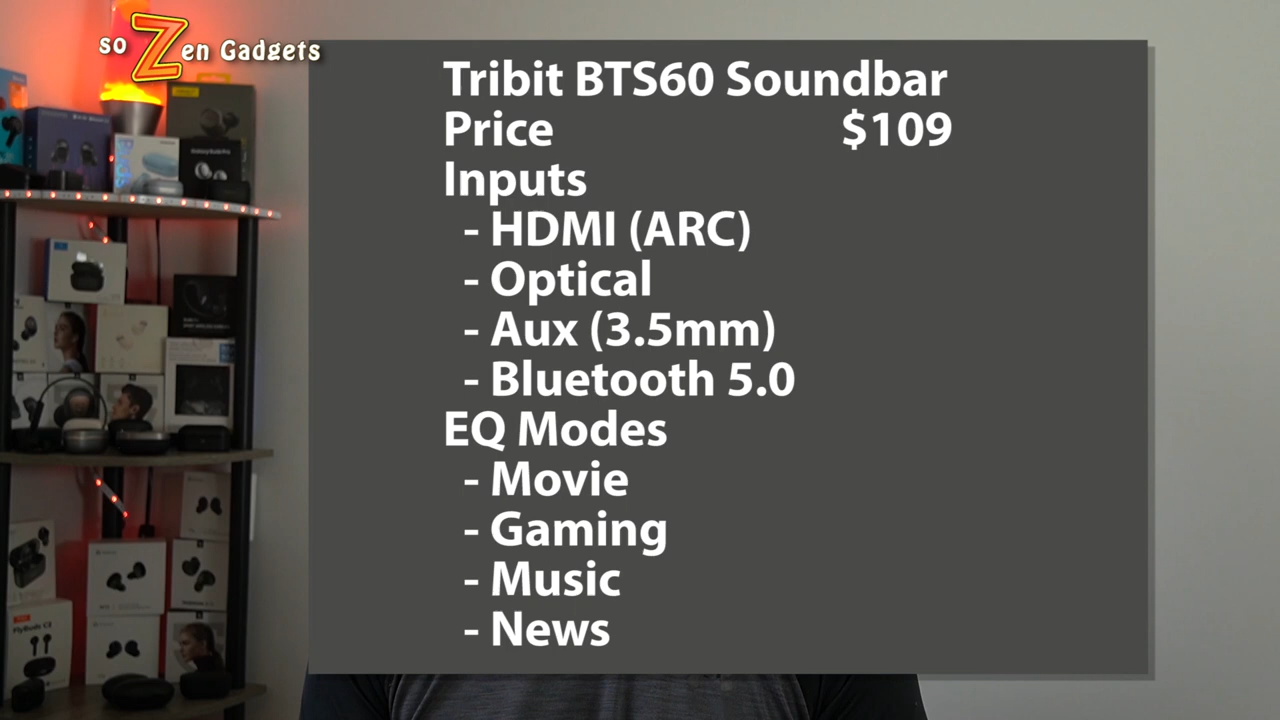 so Zen Gadgets
Tribit BTS60 Soundbar
Price $109
Inputs
- HDMI (ARC)
- Optical
- Aux (3.5mm)
- Bluetooth 5.0
EQ Modes
- Movie
- Gaming
- Music
- News